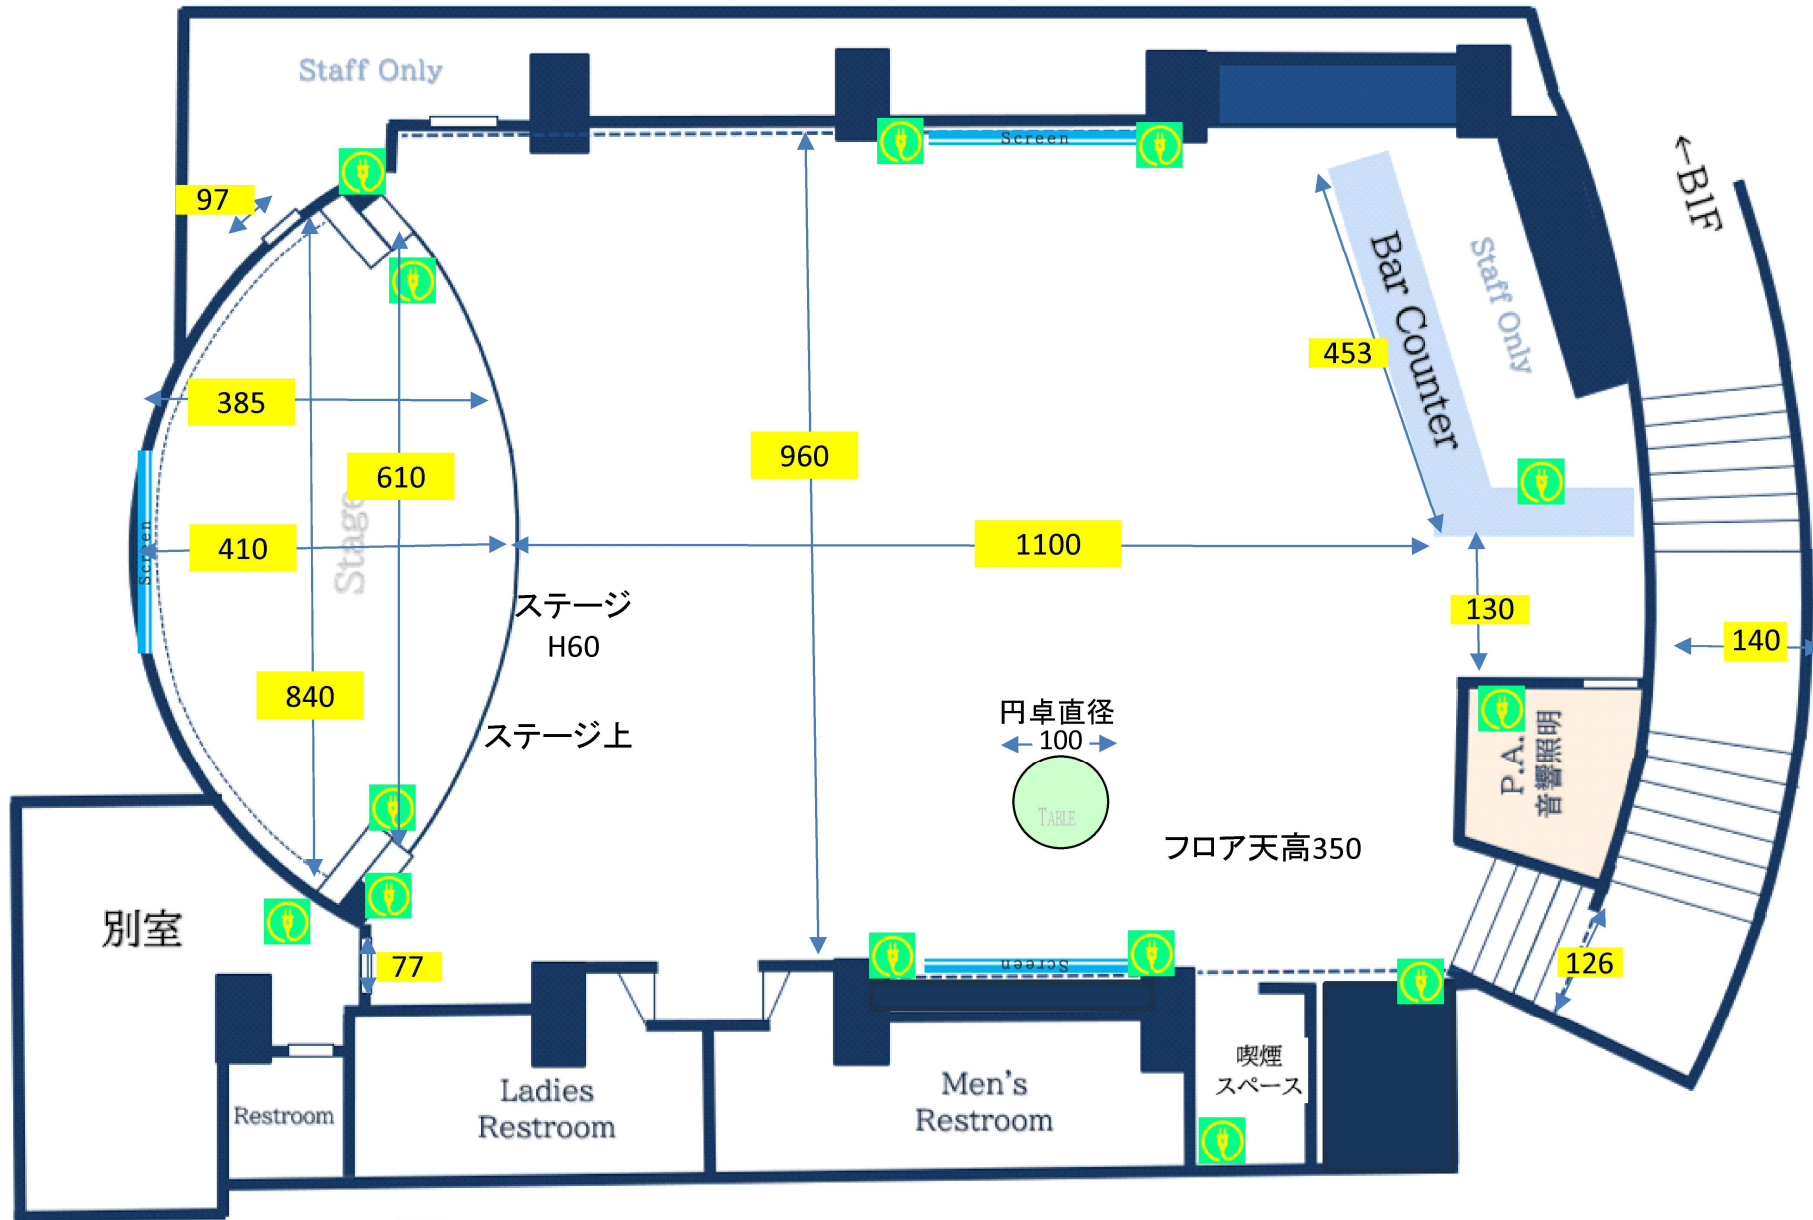 Staff Only
Screen
97
←B1F
Bar Counter
Staff Only
453
385
960
610
Stage
410
Screen
1100
ステージ
H60
130
140
840
ステージ上
円卓直径
100
TABLE
P.A.
音響照明
フロア天高350
別室
77
Screen
126
喫煙
スペース
Ladies
Restroom
Men's
Restroom
Restroom